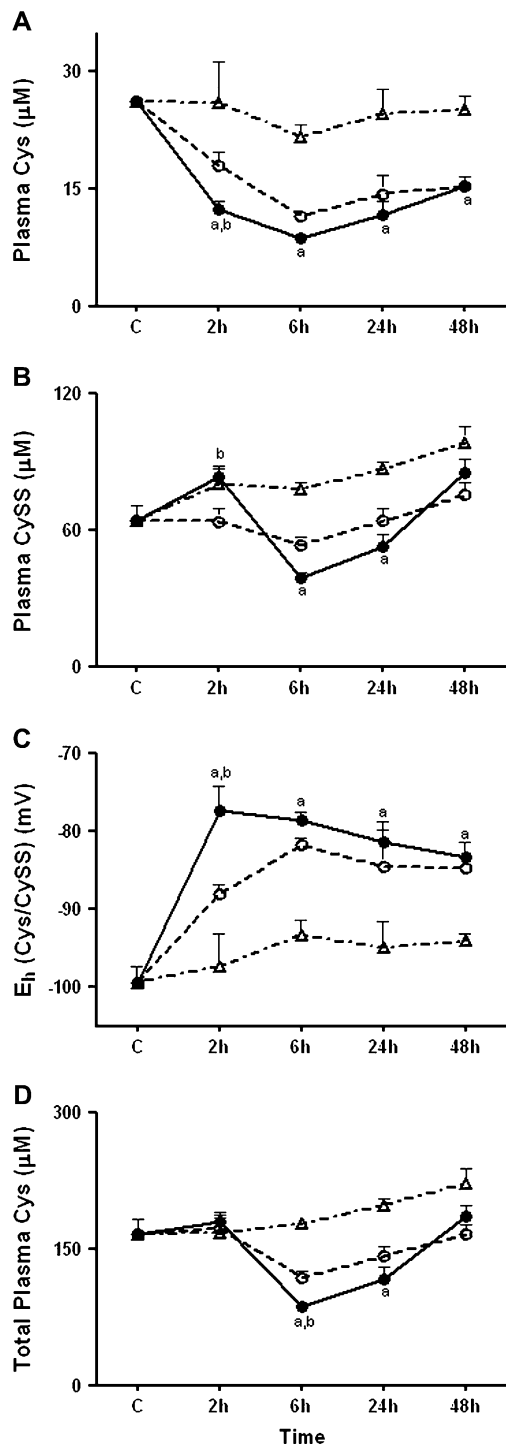 A
Plasma Cys (µM)
30
15
0
a,b
a
a
a
C 2h 6h 24h 48h
B
Plasma CySS (µM)
120
60
0
b
a
a
C 2h 6h 24h 48h
C
Eh (Cys/CySS) (mV)
-70
-80
-90
-100
a,b
a
a
a
C 2h 6h 24h 48h
D
Total Plasma Cys (µM)
300
150
0
a,b
a
C 2h 6h 24h 48h
Time